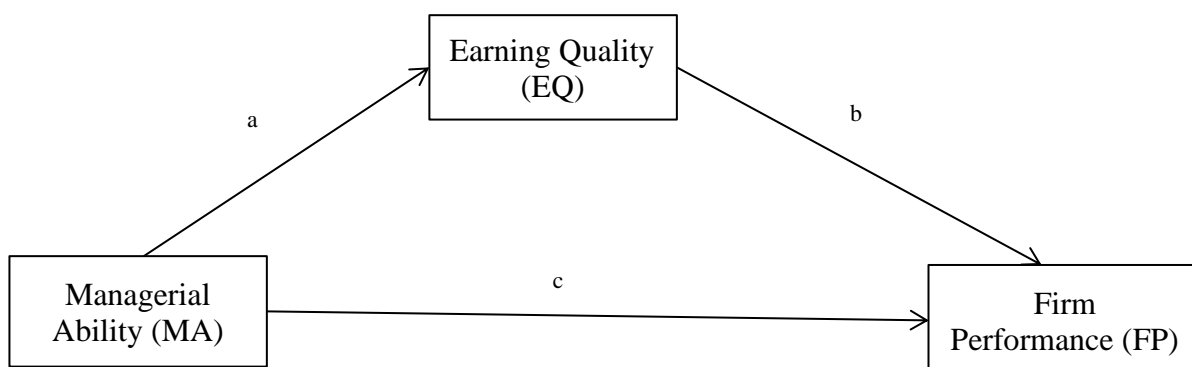 Earning Quality
(EQ)
a
b
Managerial
Ability (MA)
c
Firm
Performance (FP)